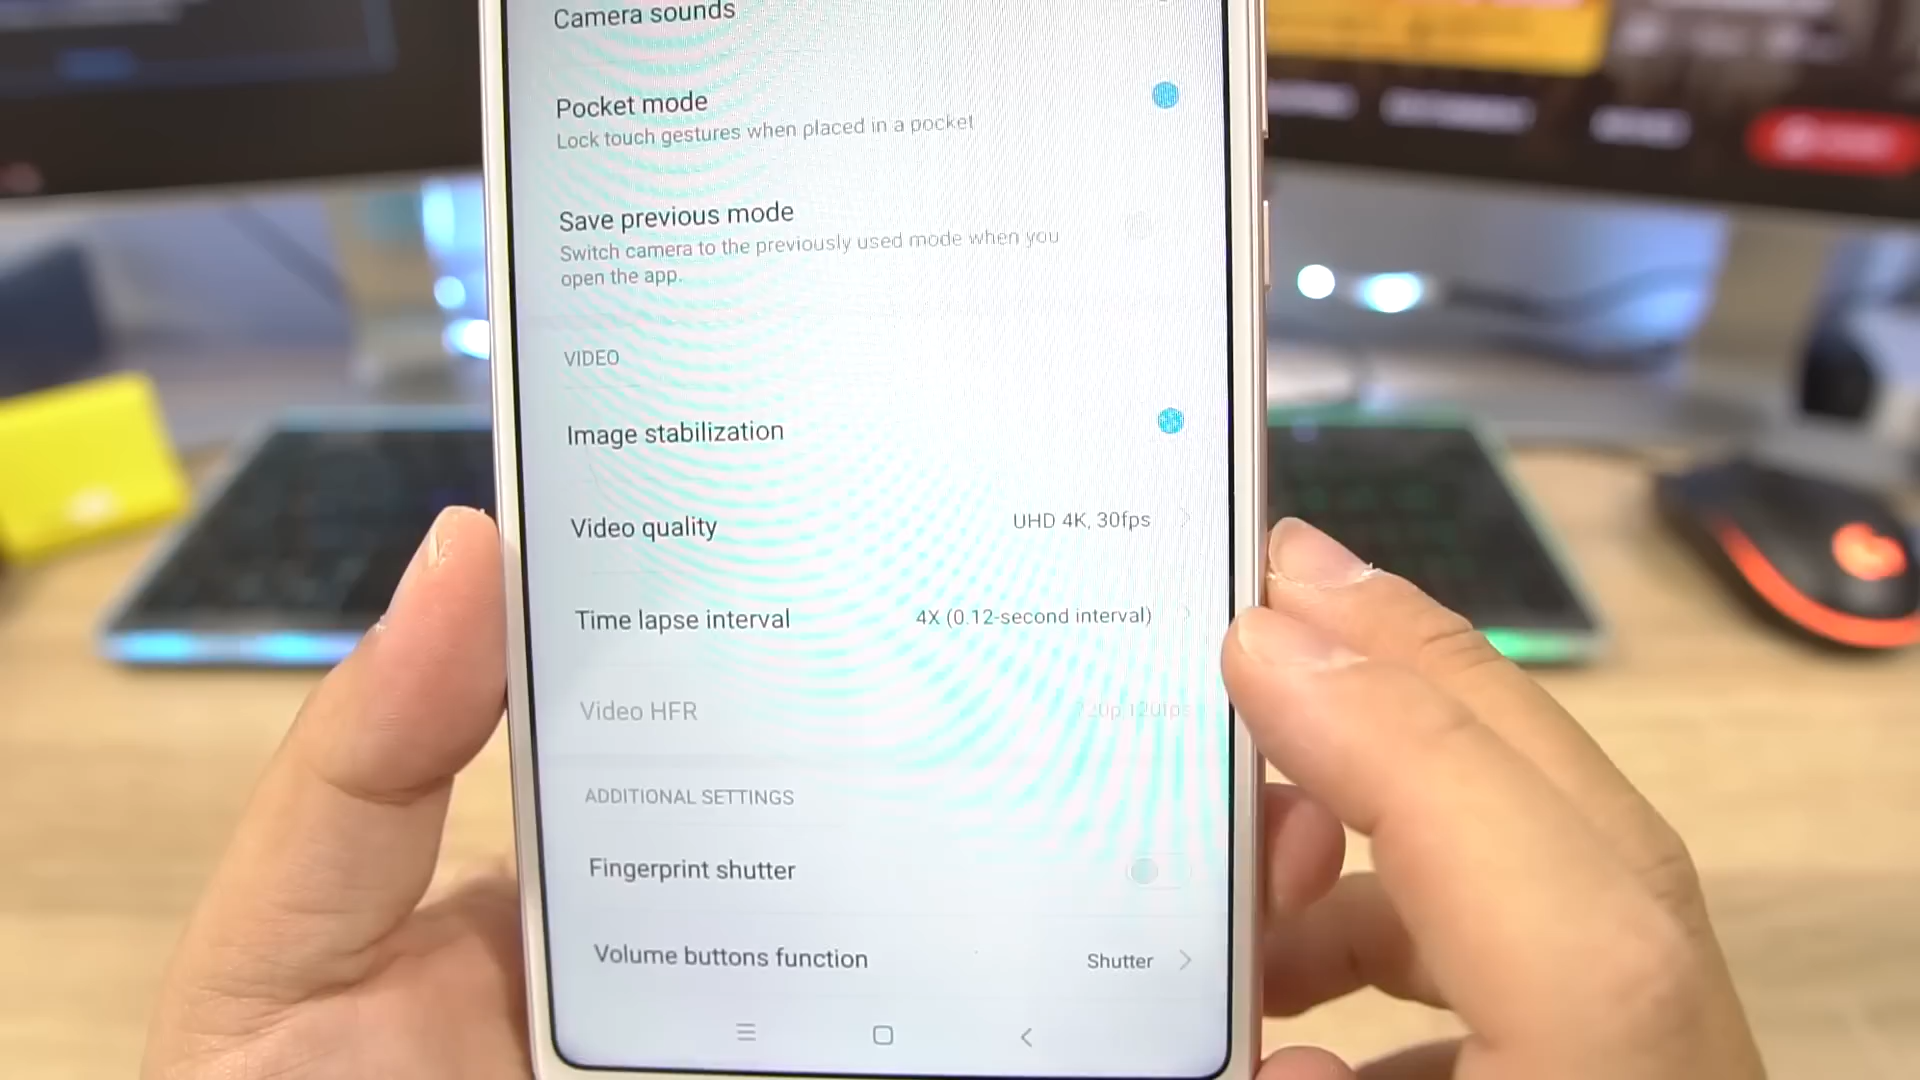 Camera sounds
Pocket mode
Lock touch gestures when placed in a pocket
Save previous mode
Switch camera to the previously used mode when you
open the app.
VIDEO
Image stabilization
Video quality
UHD 4K, 30fps
Time lapse interval
4X (0.12-second interval)
Video HFR
720p 120fps
ADDITIONAL SETTINGS
Fingerprint shutter
Volume buttons function
Shutter